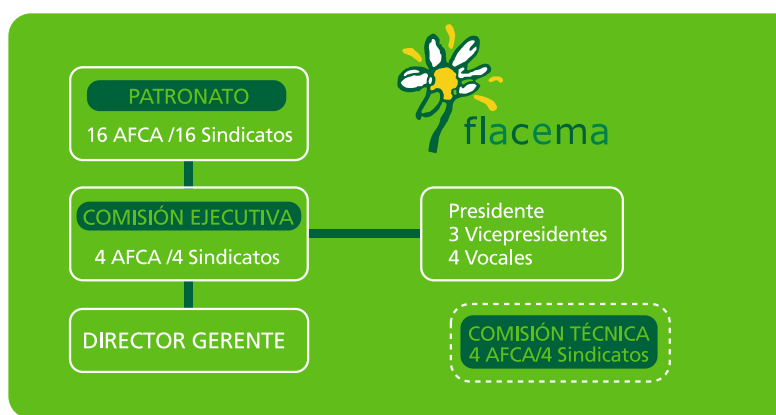 flacema
PATRONATO
16 AFCA /16 Sindicatos
COMISIÓN EJECUTIVA
4 AFCA /4 Sindicatos
Presidente
3 Vicepresidentes
4 Vocales
DIRECTOR GERENTE
COMISIÓN TÉCNICA
4 AFCA/4 Sindicatos